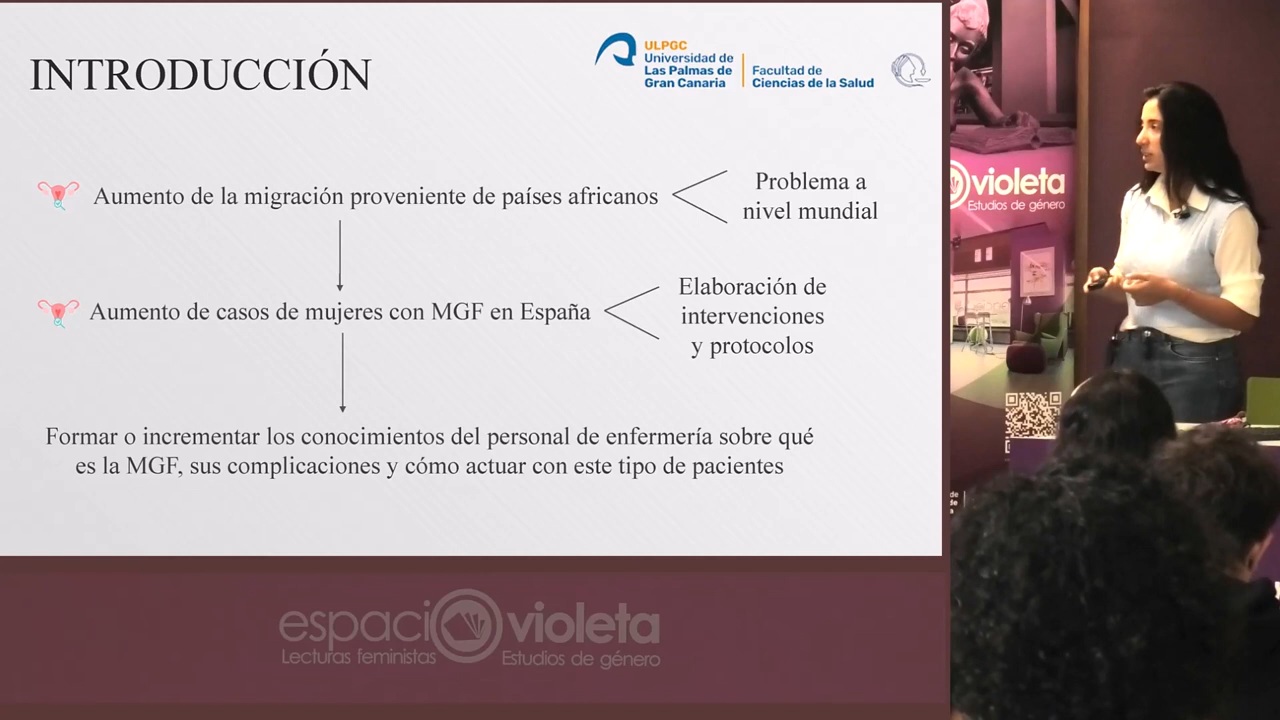 INTRODUCCIÓN
ULPGC
Universidad de
Las Palmas de
Gran Canaria
Facultad de
Ciencias de la Salud
Aumento de la migración proveniente de países africanos
Problema a
nivel mundial
Aumento de casos de mujeres con MGF en España
Elaboración de
intervenciones
y protocolos
Formar o incrementar los conocimientos del personal de enfermería sobre qué
es la MGF, sus complicaciones y cómo actuar con este tipo de pacientes
espacio violeta
Lecturas feministas
Estudios de género
violeta
Estudios de género